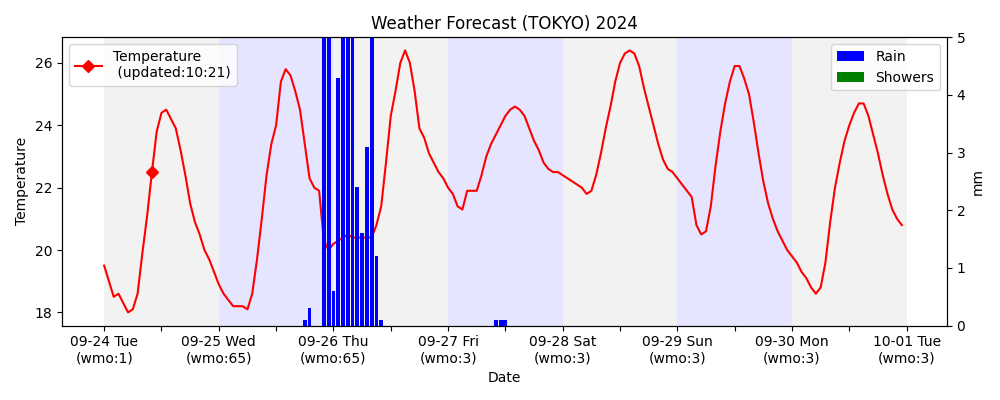 Weather Forecast (TOKYO) 2024
Temperature
(updated:10:21)
Rain
Showers
Temperature
26
24
22
20
18
5
4
3
2
1
0
mm
09-24 Tue
(wmo:1)
09-25 Wed
(wmo:65)
09-26 Thu
(wmo:65)
09-27 Fri
(wmo:3)
09-28 Sat
(wmo:3)
09-29 Sun
(wmo:3)
09-30 Mon
(wmo:3)
10-01 Tue
(wmo:3)
Date